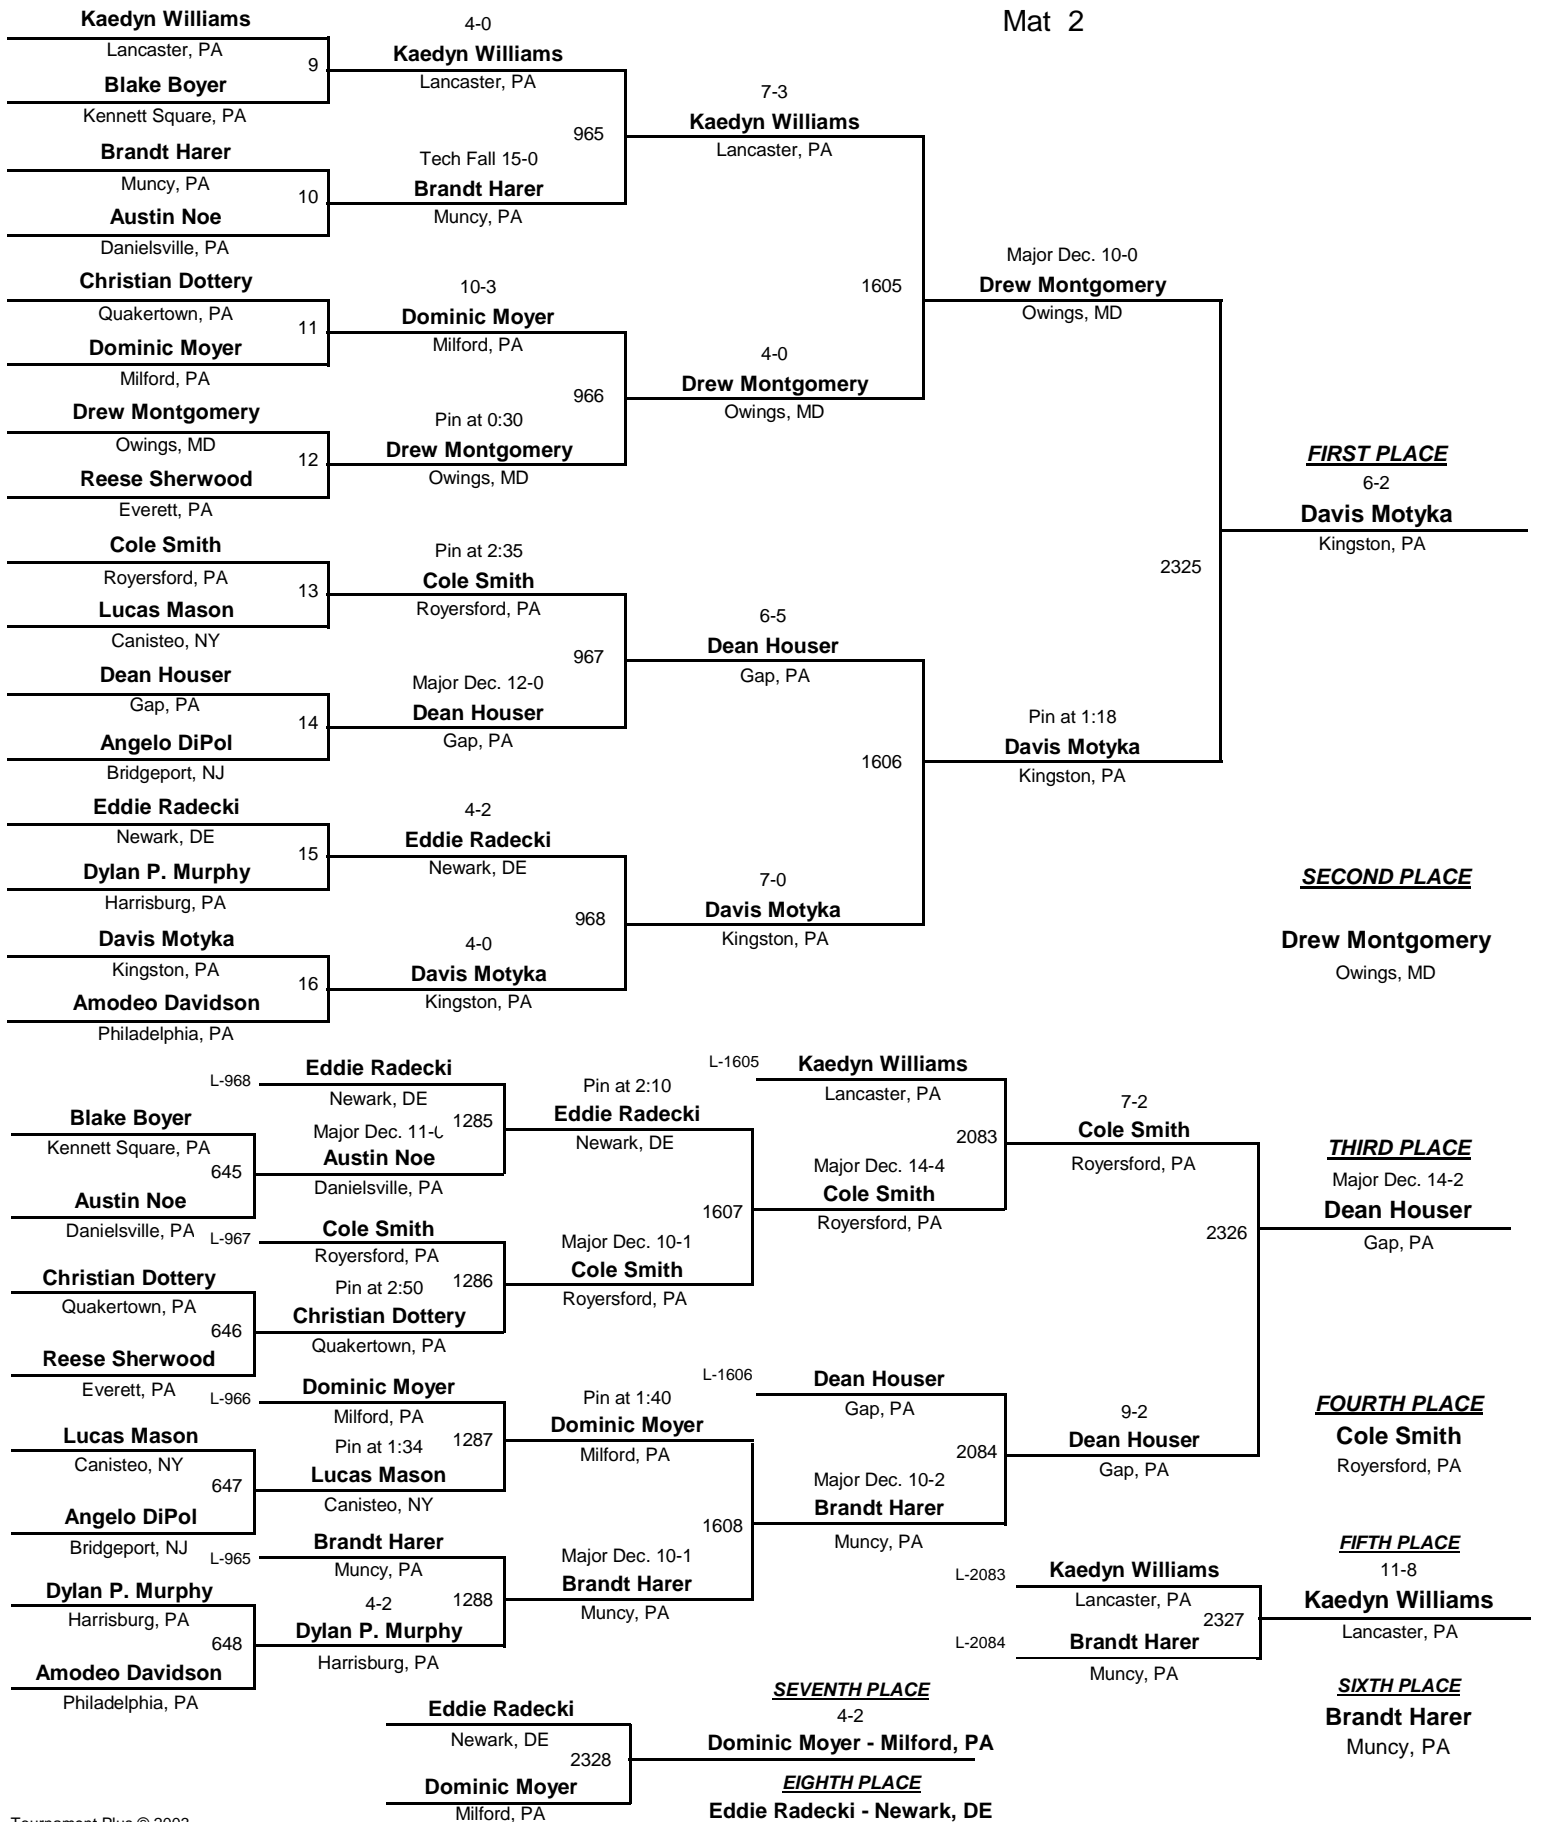 Mat 2
Kaedyn Williams
Lancaster, PA
9
Blake Boyer
Kennett Square, PA
Brandt Harer
Muncy, PA
10
Austin Noe
Danielsville, PA
Christian Dottery
Quakertown, PA
11
Dominic Moyer
Milford, PA
Drew Montgomery
Owings, MD
12
Reese Sherwood
Everett, PA
Cole Smith
Royersford, PA
13
Lucas Mason
Canisteo, NY
Dean Houser
Gap, PA
14
Angelo DiPol
Bridgeport, NJ
Eddie Radecki
Newark, DE
15
Dylan P. Murphy
Harrisburg, PA
Davis Motyka
Kingston, PA
16
Amodeo Davidson
Philadelphia, PA
4-0
Kaedyn Williams
Lancaster, PA
965
Tech Fall 15-0
Brandt Harer
Muncy, PA
10-3
Dominic Moyer
Milford, PA
966
Pin at 0:30
Drew Montgomery
Owings, MD
Pin at 2:35
Cole Smith
Royersford, PA
967
Major Dec. 12-0
Dean Houser
Gap, PA
4-2
Eddie Radecki
Newark, DE
968
4-0
Davis Motyka
Kingston, PA
7-3
Kaedyn Williams
Lancaster, PA
1605
4-0
Drew Montgomery
Owings, MD
6-5
Dean Houser
Gap, PA
1606
7-0
Davis Motyka
Kingston, PA
Major Dec. 10-0
Drew Montgomery
Owings, MD
2325
Pin at 1:18
Davis Motyka
Kingston, PA
FIRST PLACE
6-2
Davis Motyka
Kingston, PA
SECOND PLACE
Drew Montgomery
Owings, MD
Blake Boyer
Kennett Square, PA
645
Austin Noe
Danielsville, PA
Christian Dottery
Quakertown, PA
646
Reese Sherwood
Everett, PA
Lucas Mason
Canisteo, NY
647
Angelo DiPol
Bridgeport, NJ
Dylan P. Murphy
Harrisburg, PA
648
Amodeo Davidson
Philadelphia, PA
L-968
Eddie Radecki
Newark, DE
Major Dec. 11-
1285
Austin Noe
Danielsville, PA
L-967
Cole Smith
Royersford, PA
Pin at 2:50
1286
Christian Dottery
Quakertown, PA
L-966
Dominic Moyer
Milford, PA
Pin at 1:34
1287
Lucas Mason
Canisteo, NY
L-965
Brandt Harer
Muncy, PA
4-2
1288
Dylan P. Murphy
Harrisburg, PA
Pin at 2:10
Eddie Radecki
Newark, DE
1607
Major Dec. 10-1
Cole Smith
Royersford, PA
Pin at 1:40
Dominic Moyer
Milford, PA
1608
Major Dec. 10-1
Brandt Harer
Muncy, PA
L-1605
Kaedyn Williams
Lancaster, PA
2083
Major Dec. 14-4
Cole Smith
Royersford, PA
L-1606
Dean Houser
Gap, PA
2084
Major Dec. 10-2
Brandt Harer
Muncy, PA
7-2
Cole Smith
Royersford, PA
2326
9-2
Dean Houser
Gap, PA
THIRD PLACE
Major Dec. 14-2
Dean Houser
Gap, PA
FOURTH PLACE
Cole Smith
Royersford, PA
L-2083
Kaedyn Williams
Lancaster, PA
2327
L-2084
Brandt Harer
Muncy, PA
FIFTH PLACE
11-8
Kaedyn Williams
Lancaster, PA
SIXTH PLACE
Brandt Harer
Muncy, PA
Eddie Radecki
Newark, DE
2328
Dominic Moyer
Milford, PA
SEVENTH PLACE
4-2
Dominic Moyer - Milford, PA
EIGHTH PLACE
Eddie Radecki - Newark, DE